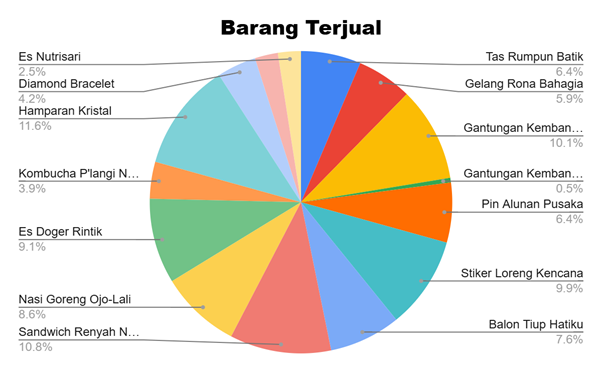 Barang Terjual
Es Nutrisari
2.5%
Diamond Bracelet
4.2%
Hamparan Kristal
11.6%
Kombucha P'langi N…
3.9%
Es Doger Rintik
9.1%
Nasi Goreng Ojo-Lali
8.6%
Sandwich Renyah N…
10.8%
Tas Rumpun Batik
6.4%
Gelang Rona Bahagia
5.9%
Gantungan Kemban…
10.1%
Gantungan Kemban…
0.5%
Pin Alunan Pusaka
6.4%
Stiker Loreng Kencana
9.9%
Balon Tiup Hatiku
7.6%